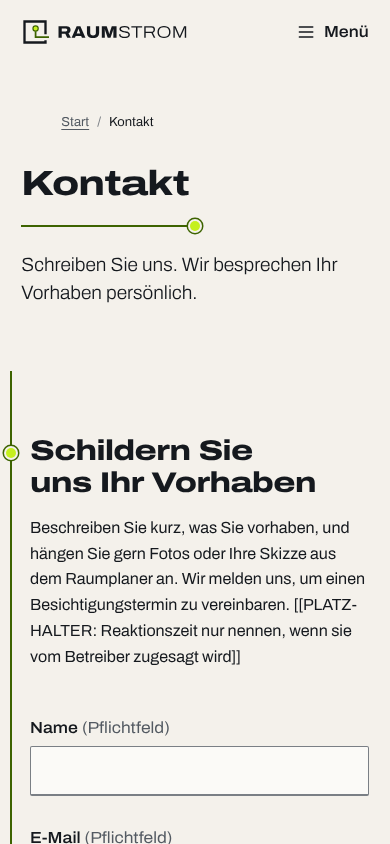 RAUMSTROM
Menü
Start / Kontakt
Kontakt
Schreiben Sie uns. Wir besprechen Ihr
Vorhaben persönlich.
Schildern Sie
uns Ihr Vorhaben
Beschreiben Sie kurz, was Sie vorhaben, und
hängen Sie gern Fotos oder Ihre Skizze aus
dem Raumplaner an. Wir melden uns, um einen
Besichtigungstermin zu vereinbaren. [[PLATZ-
HALTER: Reaktionszeit nur nennen, wenn sie
vom Betreiber zugesagt wird]]
Name (Pflichtfeld)
E-Mail (Pflichtfeld)